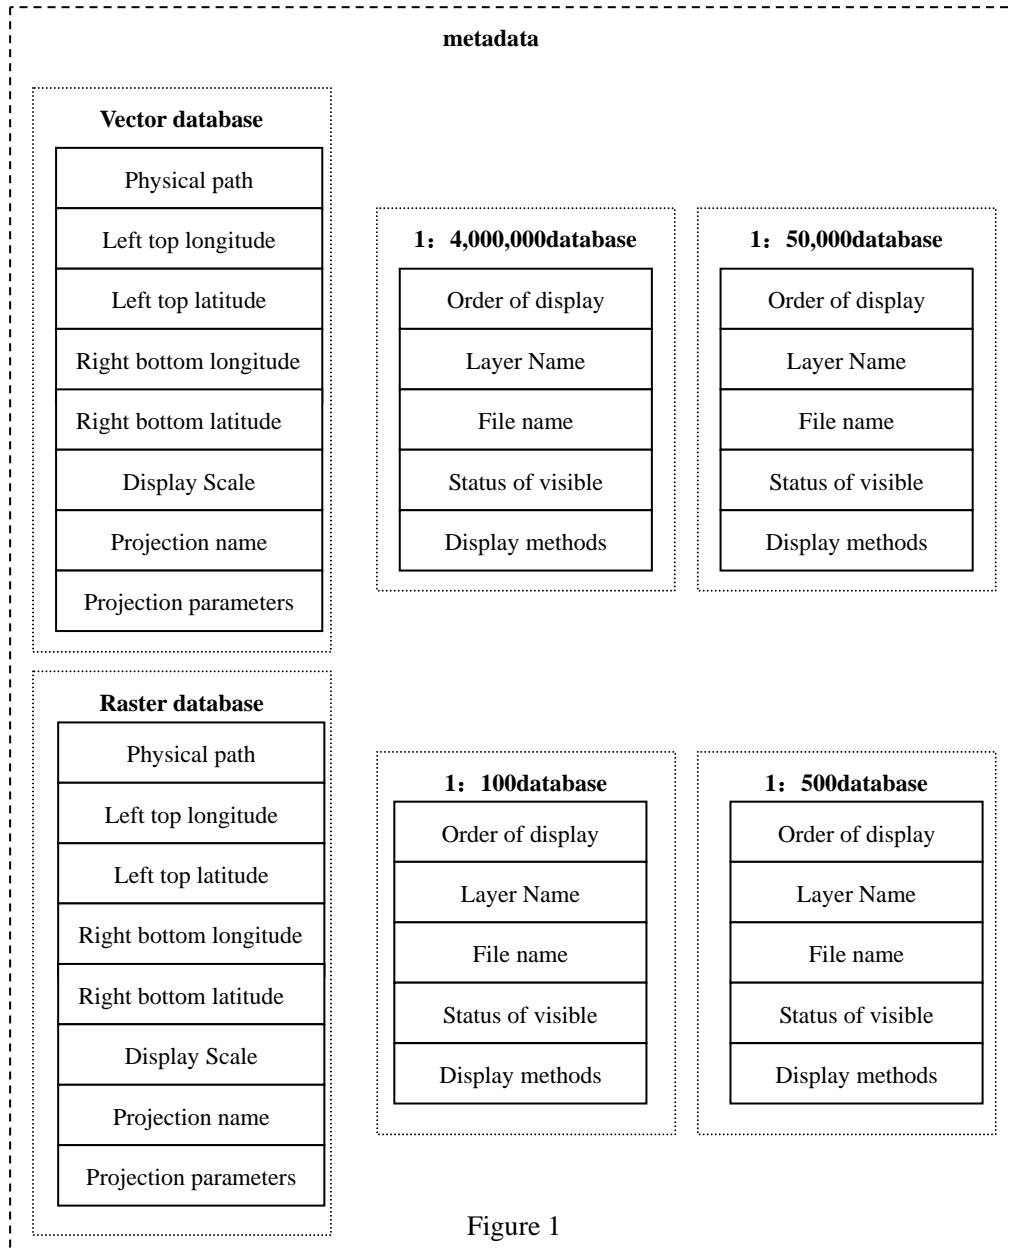 metadata
Vector database
Physical path
Left top longitude
Left top latitude
Right bottom longitude
Right bottom latitude
Display Scale
Projection name
Projection parameters
1：4,000,000database
Order of display
Layer Name
File name
Status of visible
Display methods
1：50,000database
Order of display
Layer Name
File name
Status of visible
Display methods
Raster database
Physical path
Left top longitude
Left top latitude
Right bottom longitude
Right bottom latitude
Display Scale
Projection name
Projection parameters
1：100database
Order of display
Layer Name
File name
Status of visible
Display methods
1：500database
Order of display
Layer Name
File name
Status of visible
Display methods
Figure 1